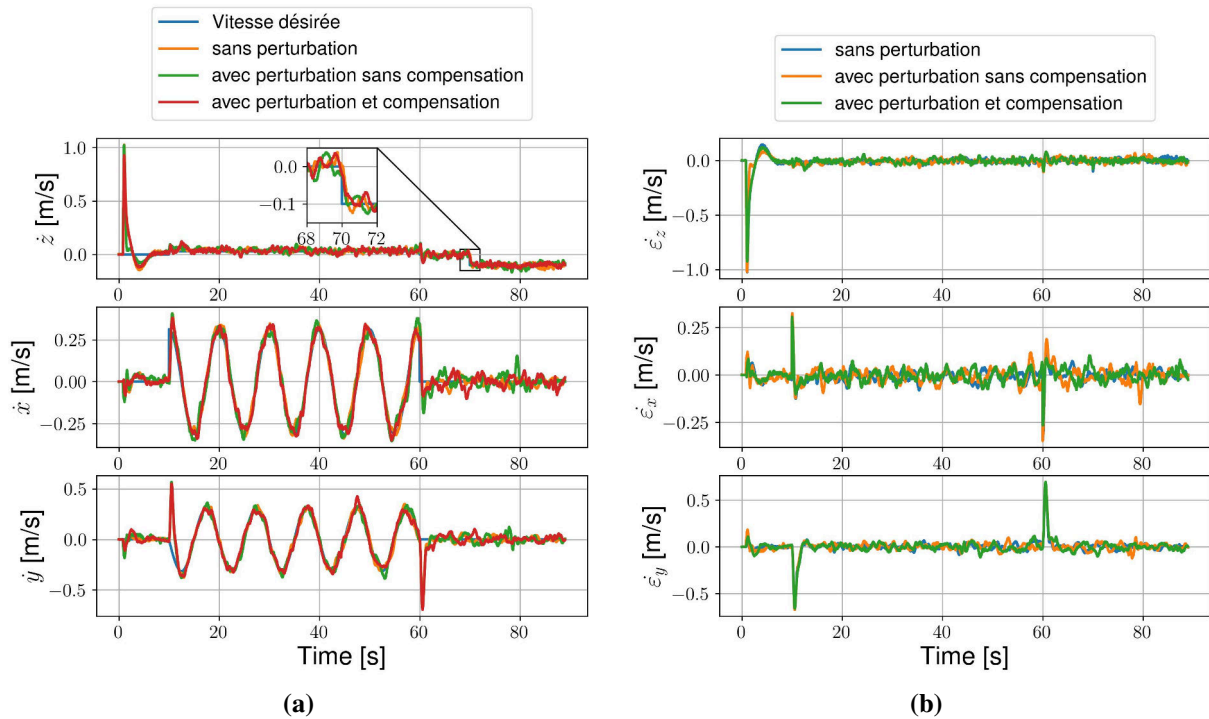 Vitesse désirée
sans perturbation
avec perturbation sans compensation
avec perturbation et compensation
1.0
0.5
0.0
ż [m/s]
0.0
−0.1
68 70 72
0 20 40 60 80
0.25
0.00
−0.25
ẋ [m/s]
0 20 40 60 80
0.5
0.0
−0.5
ẏ [m/s]
0 20 40 60 80
Time [s]
(a)
sans perturbation
avec perturbation sans compensation
avec perturbation et compensation
0.0
−0.5
−1.0
ε̇_z [m/s]
0 20 40 60 80
0.25
0.00
−0.25
ε̇_x [m/s]
0 20 40 60 80
0.5
0.0
−0.5
ε̇_y [m/s]
0 20 40 60 80
Time [s]
(b)